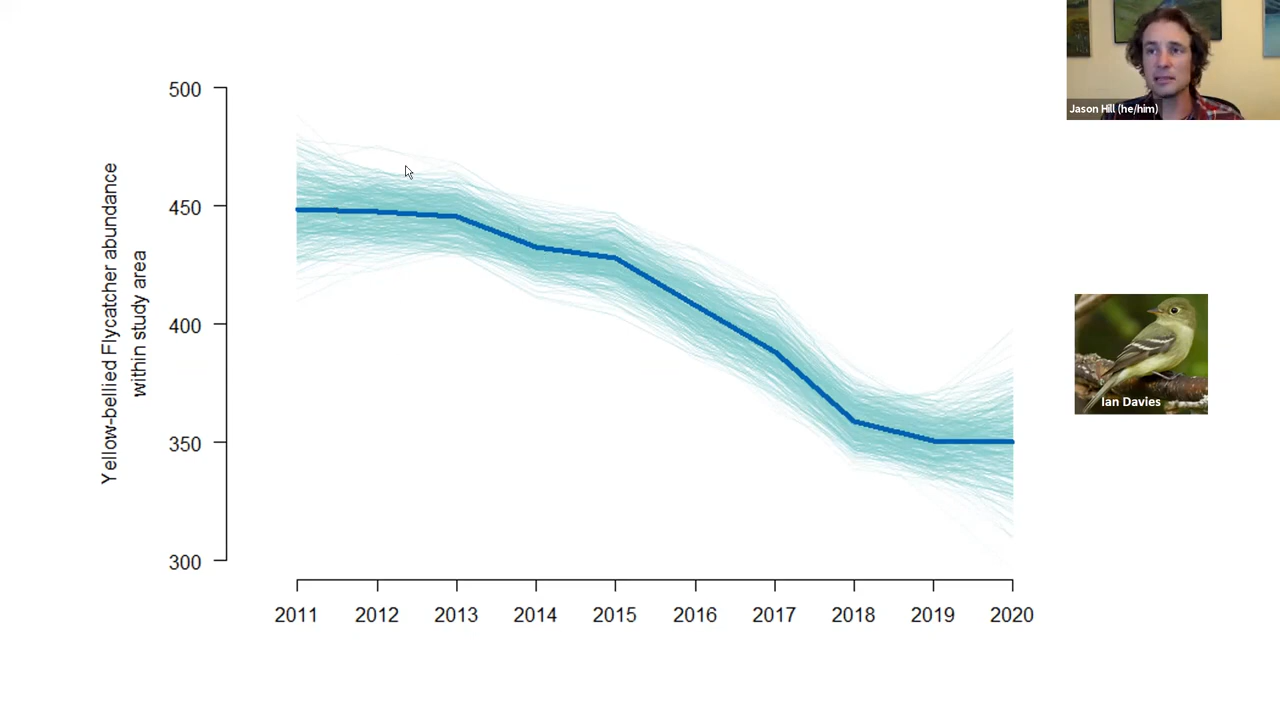 Jason Hill (he/him)
Yellow-bellied Flycatcher abundance
within study area
500
450
400
350
300
2011 2012 2013 2014 2015 2016 2017 2018 2019 2020
Ian Davies